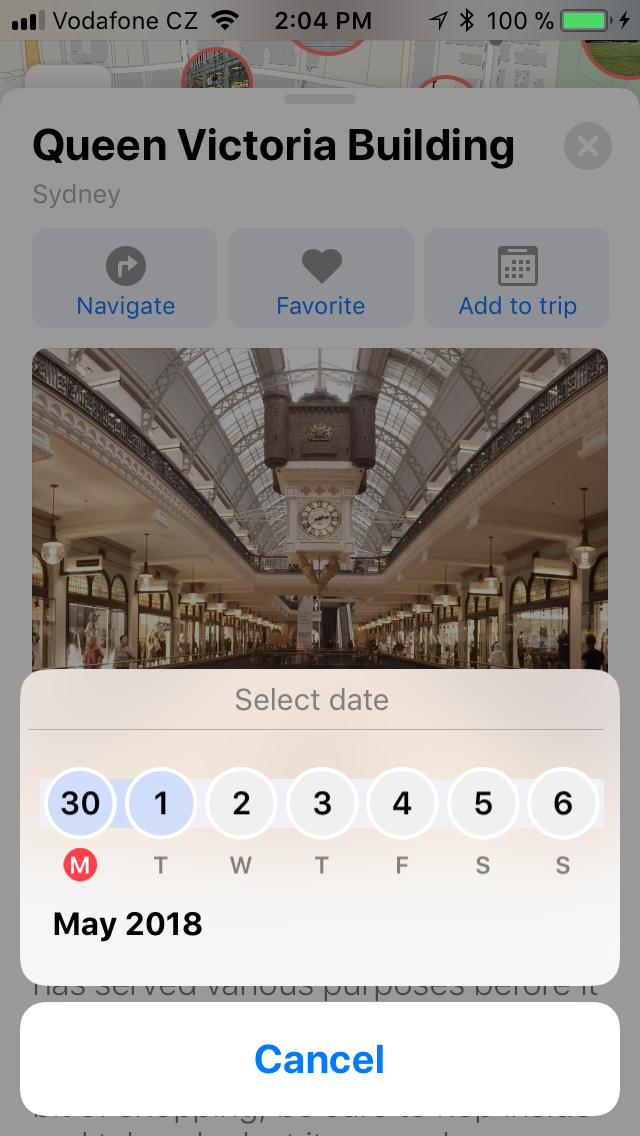 Vodafone CZ 2:04 PM 100 %
Queen Victoria Building
Sydney
Navigate Favorite Add to trip
Select date
30 1 2 3 4 5 6
M T W T F S S
May 2018
has served various purposes before it
Cancel